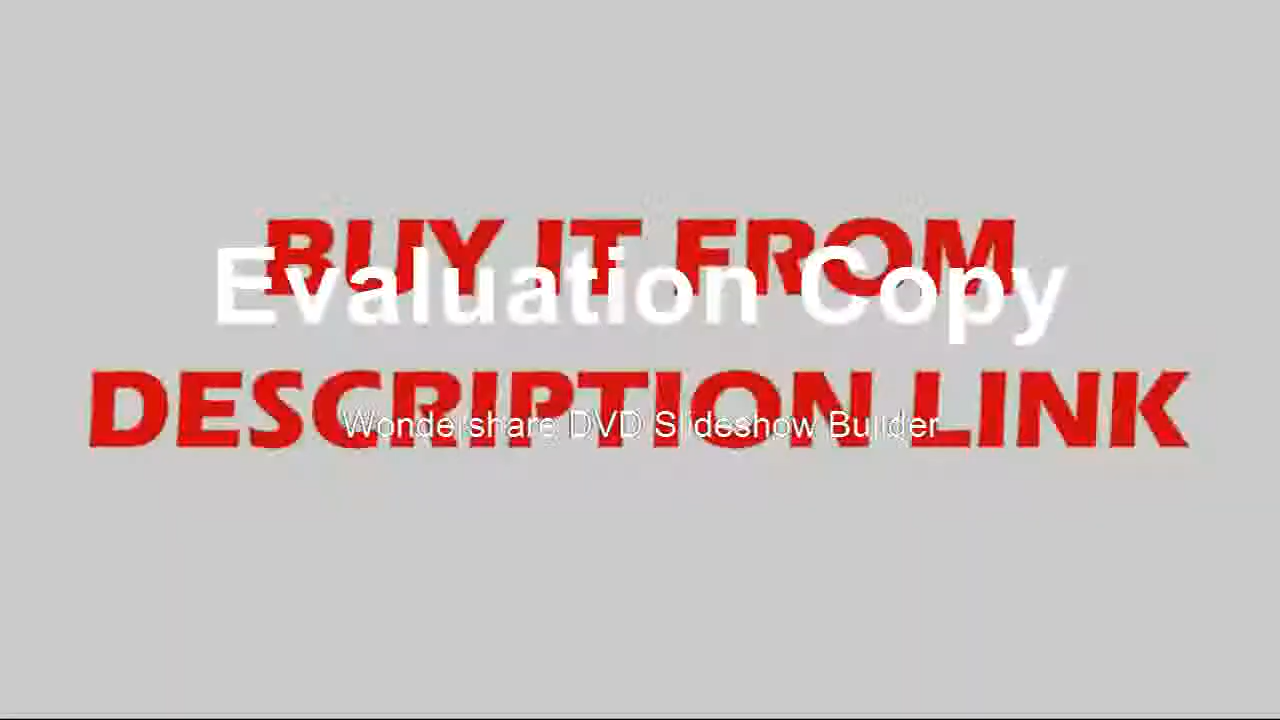 BUY IT FROM
Evaluation Copy
DESCRIPTION LINK
Wondershare DVD Slideshow Builder